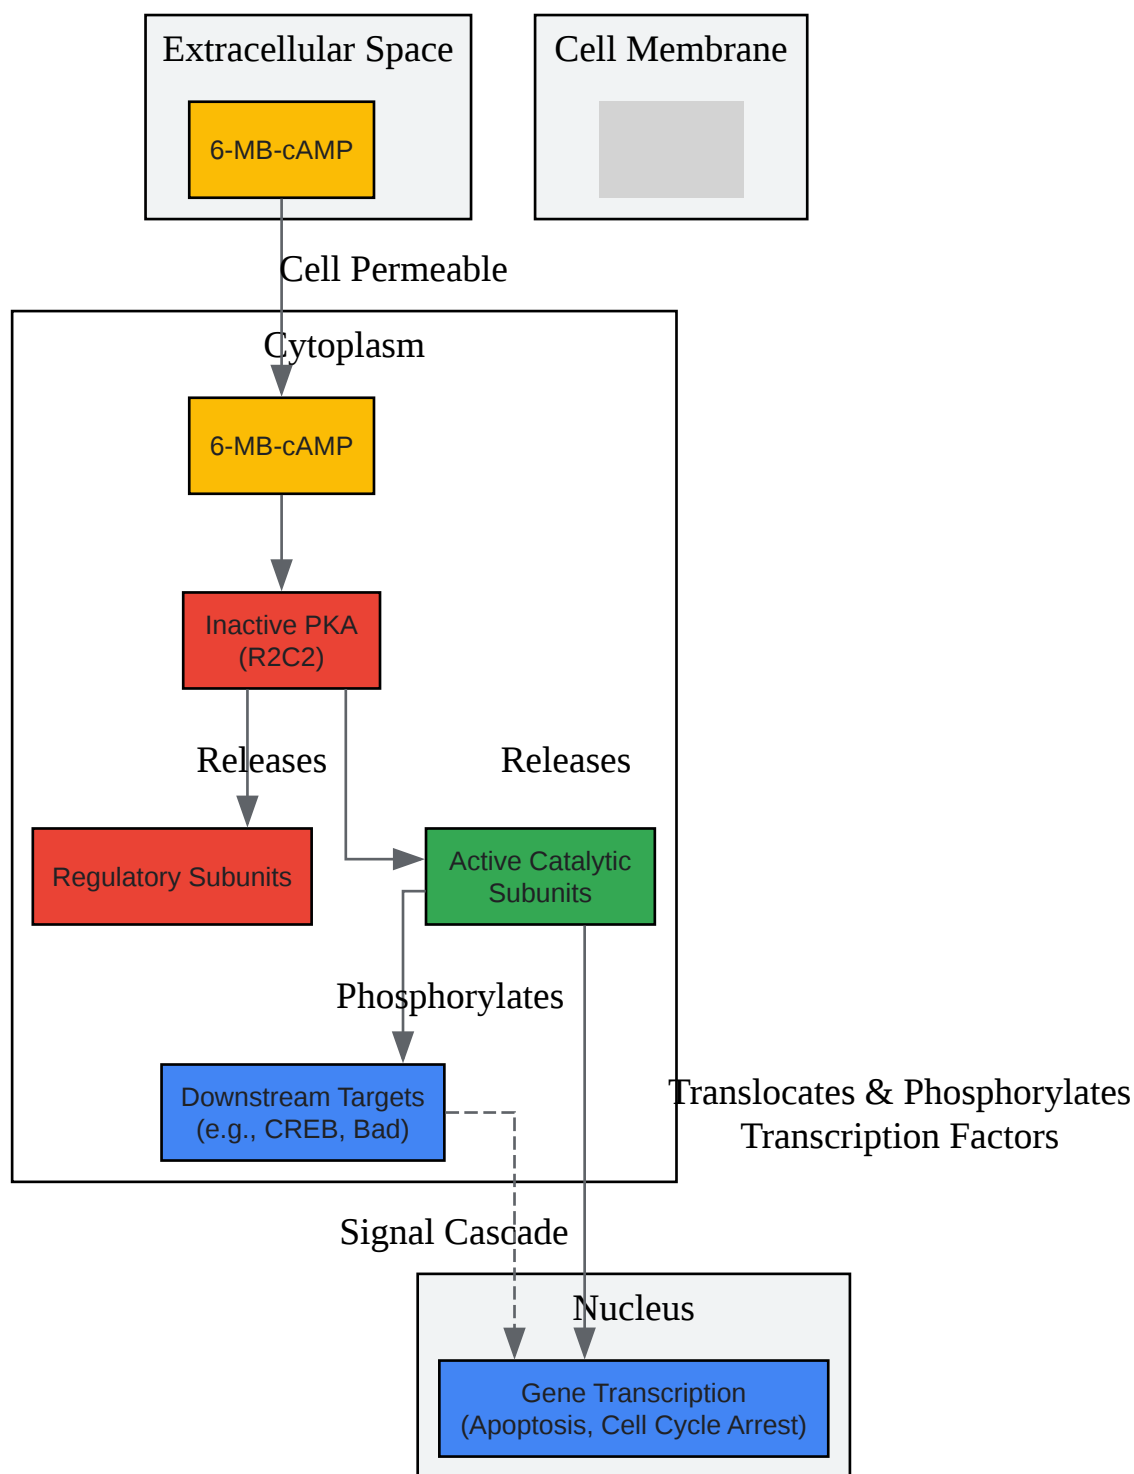 Extracellular Space
Cell Membrane
6-MB-cAMP
Cell Permeable
Cytoplasm
6-MB-cAMP
Inactive PKA
(R2C2)
Releases
Releases
Regulatory Subunits
Active Catalytic
Subunits
Phosphorylates
Downstream Targets
(e.g., CREB, Bad)
Translocates & Phosphorylates
Transcription Factors
Signal Cascade
Nucleus
Gene Transcription
(Apoptosis, Cell Cycle Arrest)